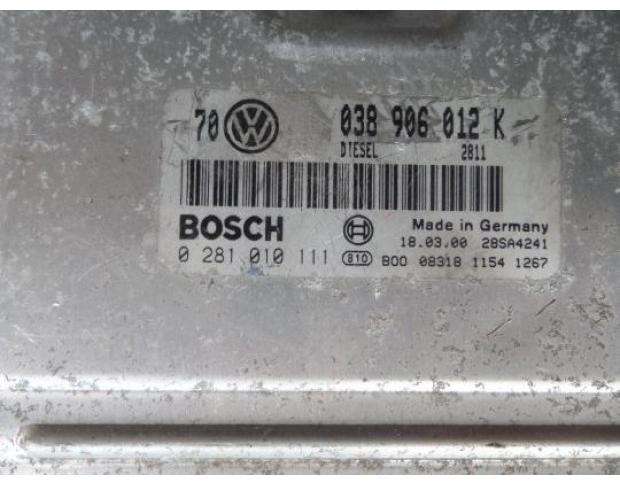 70 VW 038 906 012 K
DIESEL 2811
BOSCH
Made in Germany
18.03.00 28SA4241
0 281 010 111 810 B00 08318 1154 1267